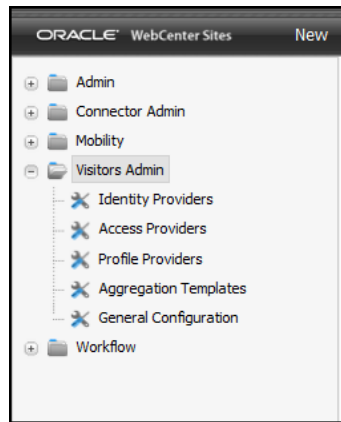 ORACLE® WebCenter Sites New
Admin
Connector Admin
Mobility
Visitors Admin
Identity Providers
Access Providers
Profile Providers
Aggregation Templates
General Configuration
Workflow